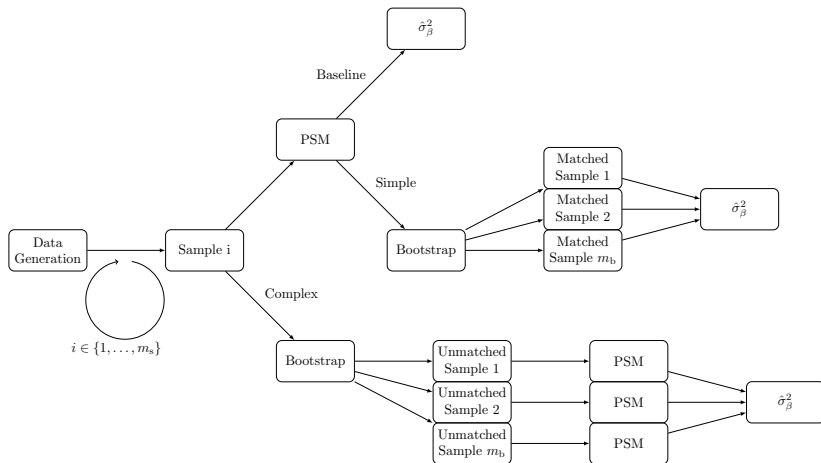 σ̂²_β
Baseline
PSM
Simple
Matched
Sample 1
Matched
Sample 2
Matched
Sample m_b
σ̂²_β
Bootstrap
Data
Generation
Sample i
i ∈ {1, . . . , m_s}
Complex
Bootstrap
Unmatched
Sample 1
PSM
Unmatched
Sample 2
PSM
σ̂²_β
Unmatched
Sample m_b
PSM